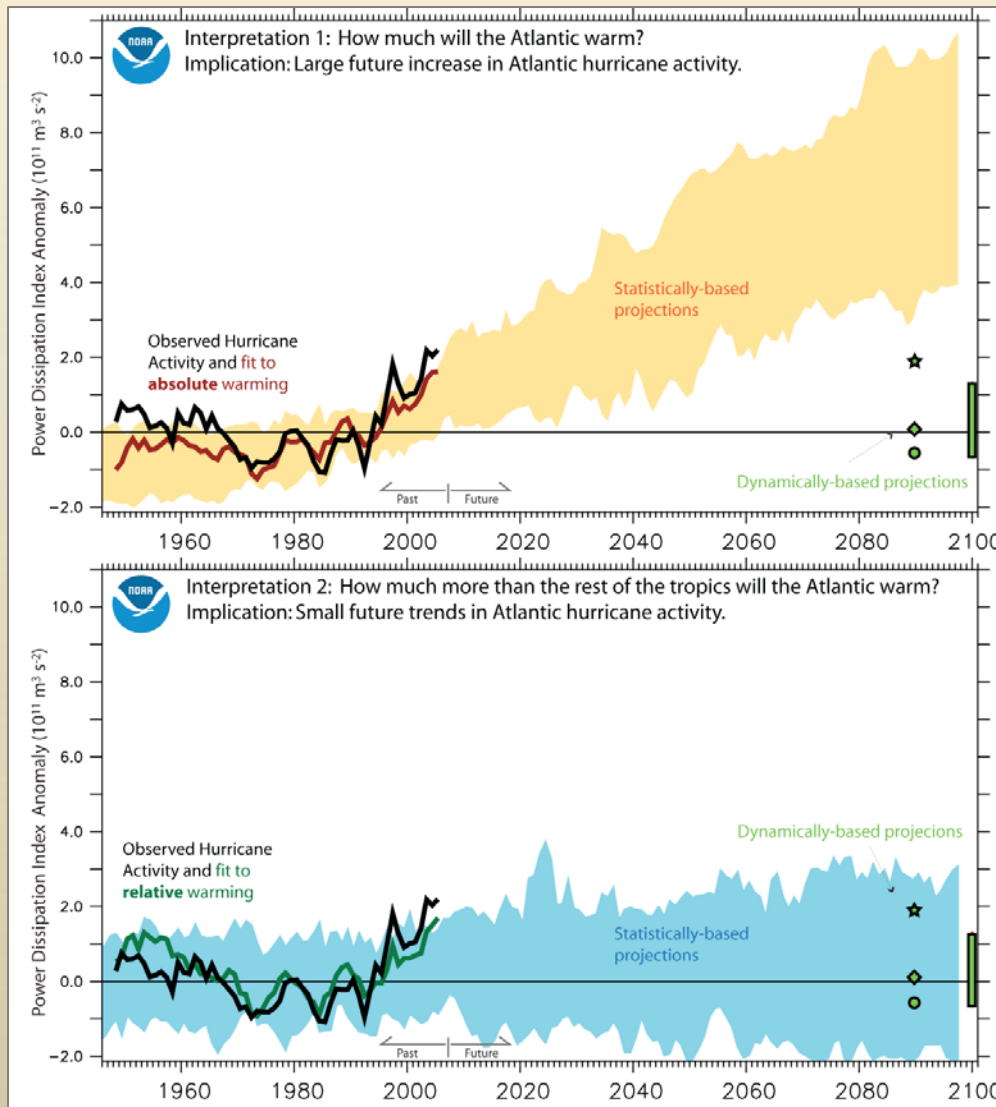 NOAA
Interpretation 1: How much will the Atlantic warm?
Implication: Large future increase in Atlantic hurricane activity.
Power Dissipation Index Anomaly (10¹¹ m³ s⁻²)
10.0
8.0
6.0
4.0
2.0
0.0
−2.0
Statistically-based
projections
Observed Hurricane
Activity and fit to
absolute warming
Dynamically-based projections
Past Future
1960 1980 2000 2020 2040 2060 2080 2100
NOAA
Interpretation 2: How much more than the rest of the tropics will the Atlantic warm?
Implication: Small future trends in Atlantic hurricane activity.
Power Dissipation Index Anomaly (10¹¹ m³ s⁻²)
10.0
8.0
6.0
4.0
2.0
0.0
−2.0
Dynamically-based projecions
Observed Hurricane
Activity and fit to
relative warming
Statistically-based
projections
Past Future
1960 1980 2000 2020 2040 2060 2080 2100